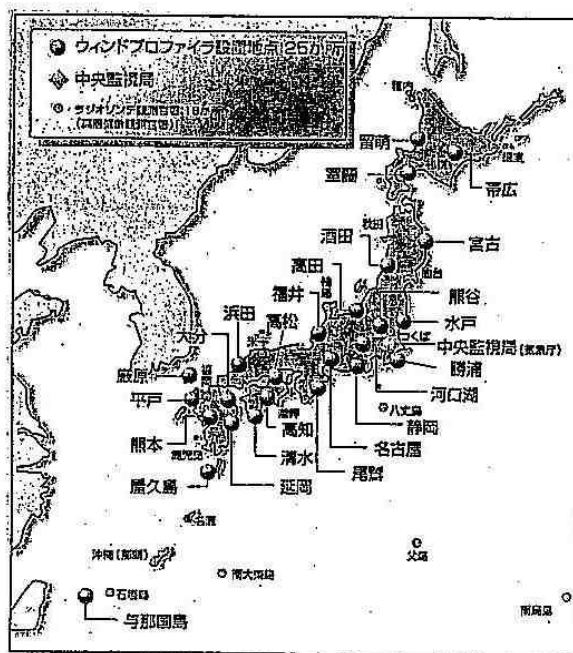 ウィンドプロファイラ設置地点(25か所)
中央監視局
稚内
留萌
根室
室蘭
帯広
秋田
酒田
宮古
仙台
高田
輪島
福井
熊谷
水戸
つくば
浜田
高松
大分
中央監視局(気象庁)
勝浦
厳原
福岡
平戸
河口湖
八丈島
潮岬
高知
静岡
熊本
名古屋
鹿児島
清水
尾鷲
屋久島
延岡
名瀬
父島
沖縄(那覇)
南大東島
石垣島
南鳥島
与那国島